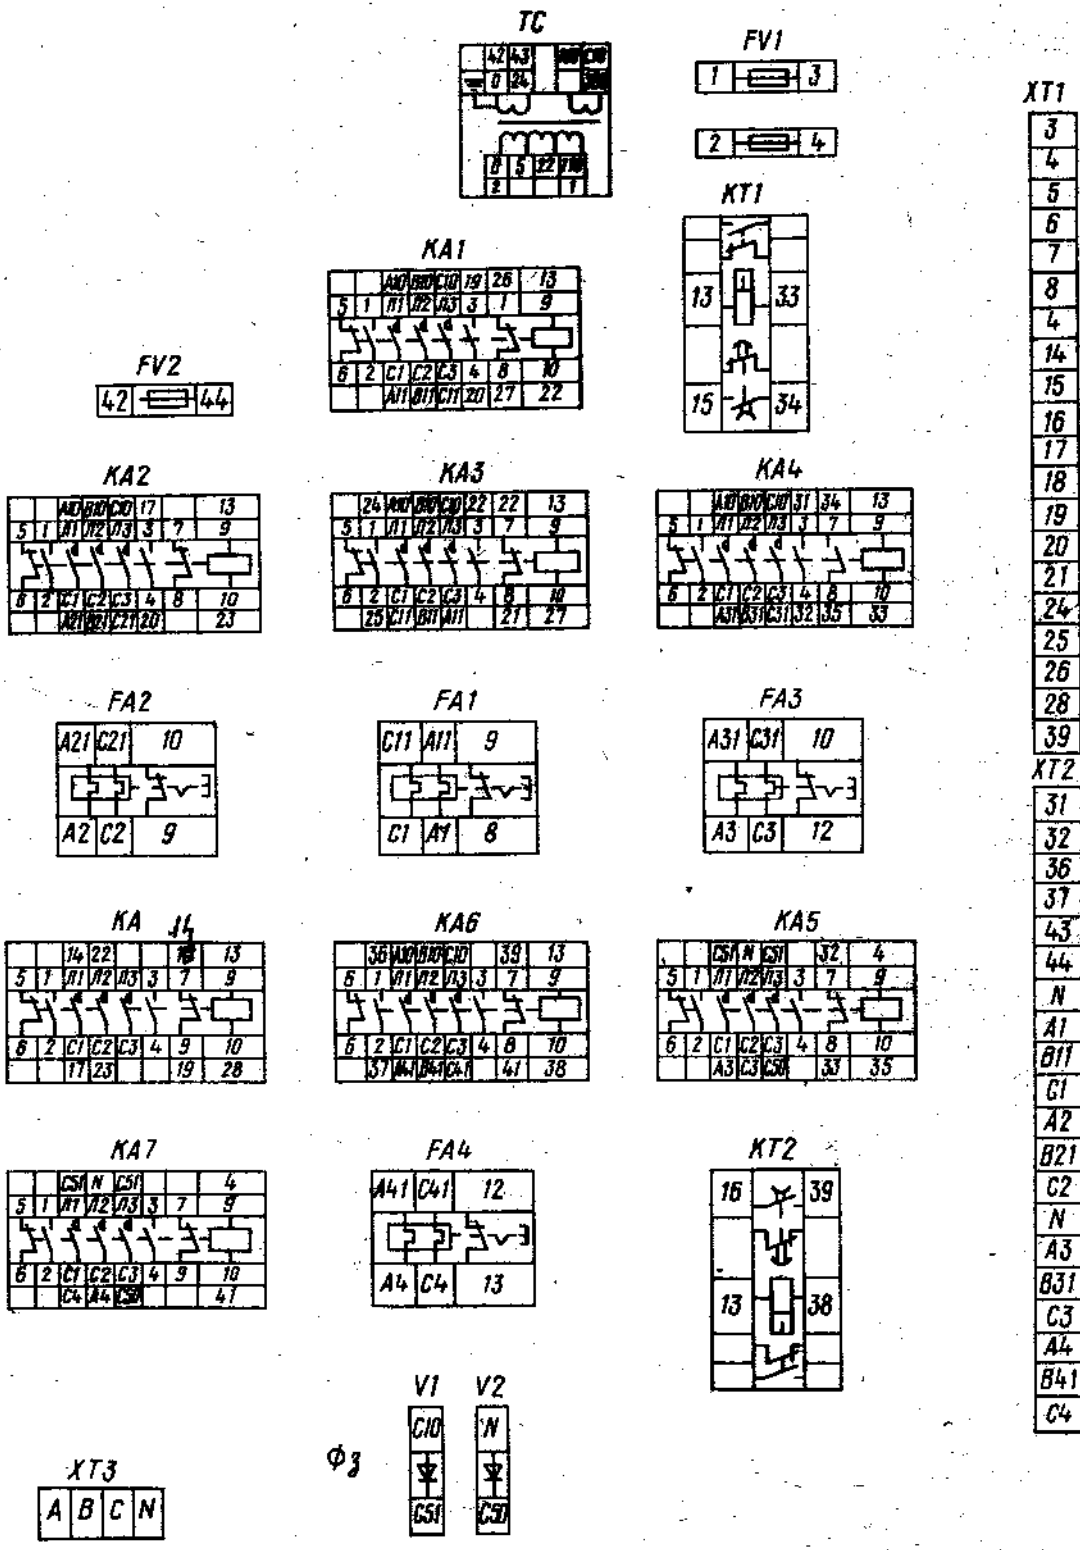 TC
42 43 С10
0 24
0 5 22 110
2 1
FV1
1 3
2 4
KT1
13 33
15 34
KA1
A10 B10 C10 19 26 13
5 1 Л1 Л2 Л3 3 7 9
6 2 C1 C2 C3 4 8 10
A11 B11 C11 20 27 22
FV2
42 44
KA2
A10 B10 C10 17 13
5 1 Л1 Л2 Л3 3 7 9
6 2 C1 C2 C3 4 8 10
A21 B21 C21 20 23
KA3
24 A10 B10 C10 22 22 13
5 1 Л1 Л2 Л3 3 7 9
6 2 C1 C2 C3 4 8 10
25 C11 B11 A11 21 27
KA4
A10 B10 C10 31 34 13
5 1 Л1 Л2 Л3 3 7 9
6 2 C1 C2 C3 4 8 10
A31 B31 C31 32 35 33
FA2
A21 C21 10
A2 C2 9
FA1
C11 A11 9
C1 A1 8
FA3
A31 C31 10
A3 C3 12
KA
14
14 22 13
5 1 Л1 Л2 Л3 3 7 9
6 2 C1 C2 C3 4 9 10
17 23 19 28
KA6
36 A10 B10 C10 39 13
6 1 Л1 Л2 Л3 3 7 9
6 2 C1 C2 C3 4 8 10
37 A41 B41 C41 41 38
KA5
C51 N C51 32 4
5 1 Л1 Л2 Л3 3 7 9
6 2 C1 C2 C3 4 8 10
A3 C3 C50 33 35
KA7
C51 N C51 4
5 1 Л1 Л2 Л3 3 7 9
6 2 C1 C2 C3 4 9 10
C4 A4 C50 41
FA4
A41 C41 12
A4 C4 13
KT2
16 39
13 38
V1
C10
C51
V2
N
C50
Фз
XT3
A B C N
XT1
3
4
5
6
7
8
4
14
15
16
17
18
19
20
21
24
25
26
28
39
XT2
31
32
36
37
43
44
N
A1
B11
C1
A2
B21
C2
N
A3
B31
C3
A4
B41
C4